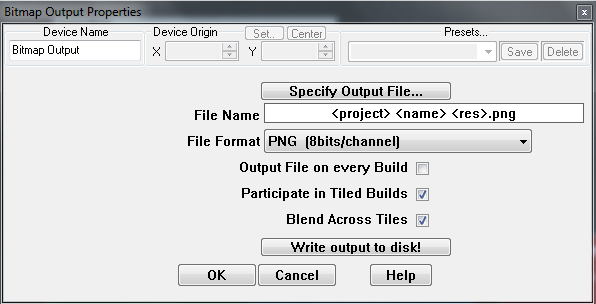 Bitmap Output Properties
x
Device Name Device Origin Set.. Center Presets...
Bitmap Output X Y Save Delete
Specify Output File...
File Name <project> <name> <res>.png
File Format PNG (8bits/channel)
Output File on every Build
Participate in Tiled Builds
Blend Across Tiles
Write output to disk!
OK Cancel Help